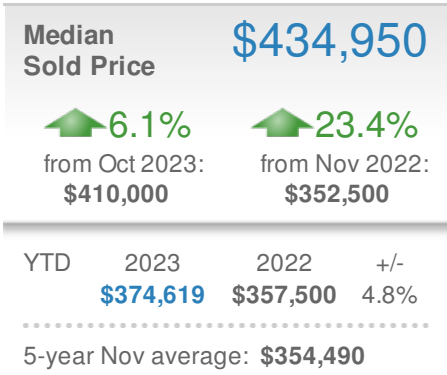 Median
Sold Price
$434,950
6.1%
23.4%
from Oct 2023:
$410,000
from Nov 2022:
$352,500
YTD 2023 2022 +/-
$374,619 $357,500 4.8%
5-year Nov average: $354,490